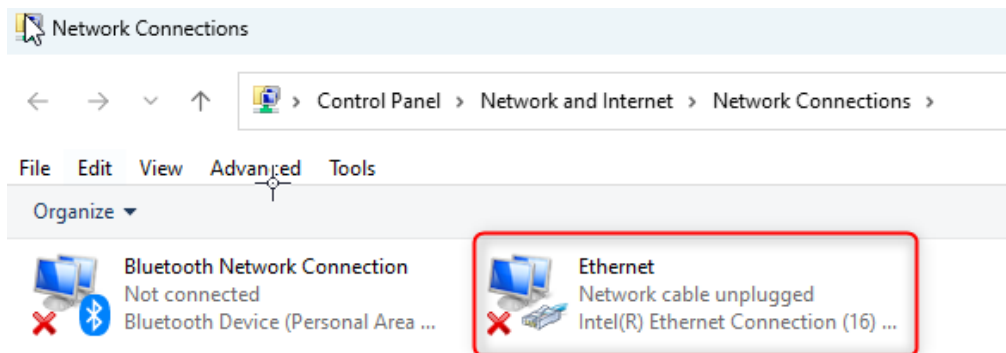 Network Connections
Control Panel > Network and Internet > Network Connections >
File Edit View Advanced Tools
Organize
Bluetooth Network Connection
Not connected
Bluetooth Device (Personal Area ...
Ethernet
Network cable unplugged
Intel(R) Ethernet Connection (16) ...